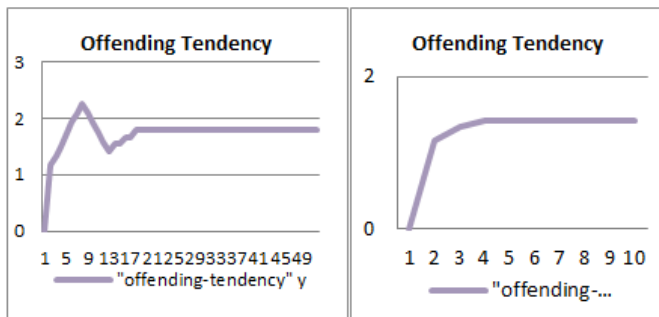 Offending Tendency
3
2
1
0
1 5 9 13172125293337414549
"offending-tendency" y
Offending Tendency
2
0
1 2 3 4 5 6 7 8 9 10
"offending-...